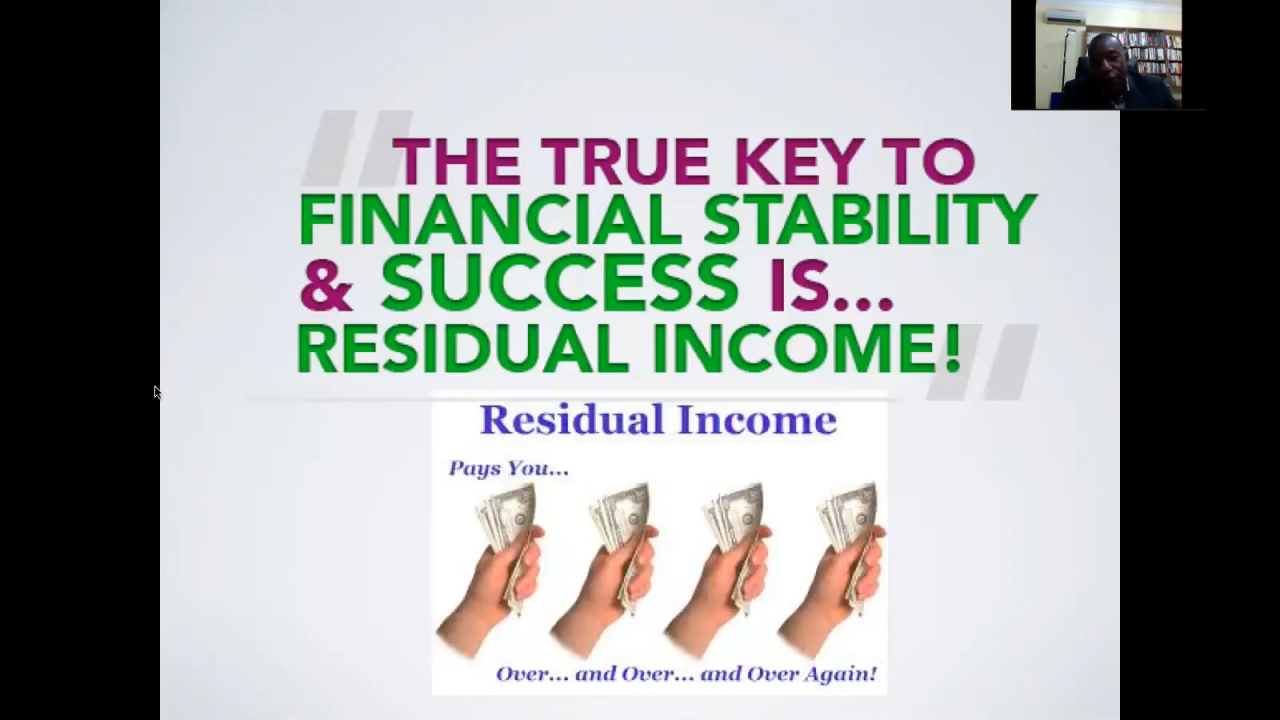 THE TRUE KEY TO
FINANCIAL STABILITY
& SUCCESS IS...
RESIDUAL INCOME!
Residual Income
Pays You...
Over... and Over... and Over Again!